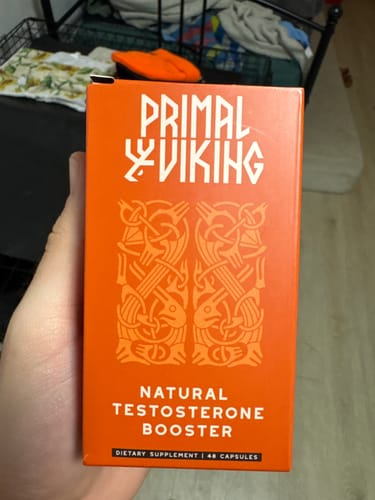 PRIMAL
VIKING
NATURAL
TESTOSTERONE
BOOSTER
DIETARY SUPPLEMENT | 48 CAPSULES